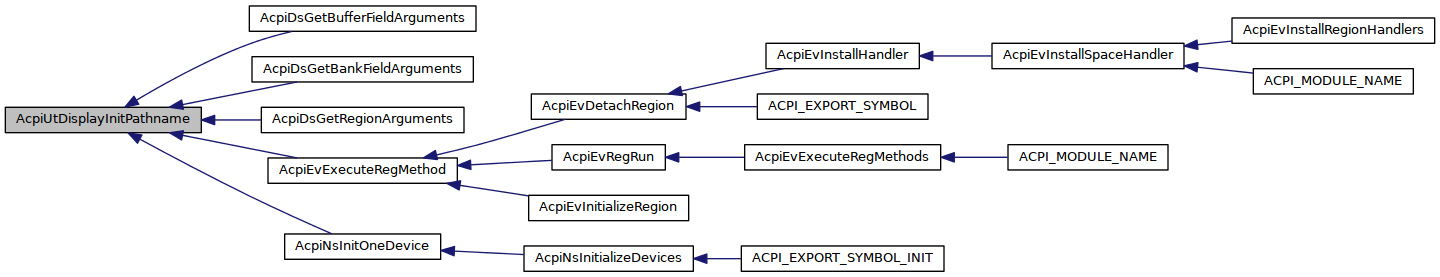 AcpiDsGetBufferFieldArguments
AcpiEvInstallRegionHandlers
AcpiEvInstallHandler
AcpiEvInstallSpaceHandler
AcpiDsGetBankFieldArguments
ACPI_MODULE_NAME
AcpiEvDetachRegion
ACPI_EXPORT_SYMBOL
AcpiUtDisplayInitPathname
AcpiDsGetRegionArguments
AcpiEvRegRun
AcpiEvExecuteRegMethods
ACPI_MODULE_NAME
AcpiEvExecuteRegMethod
AcpiEvInitializeRegion
AcpiNsInitOneDevice
AcpiNsInitializeDevices
ACPI_EXPORT_SYMBOL_INIT